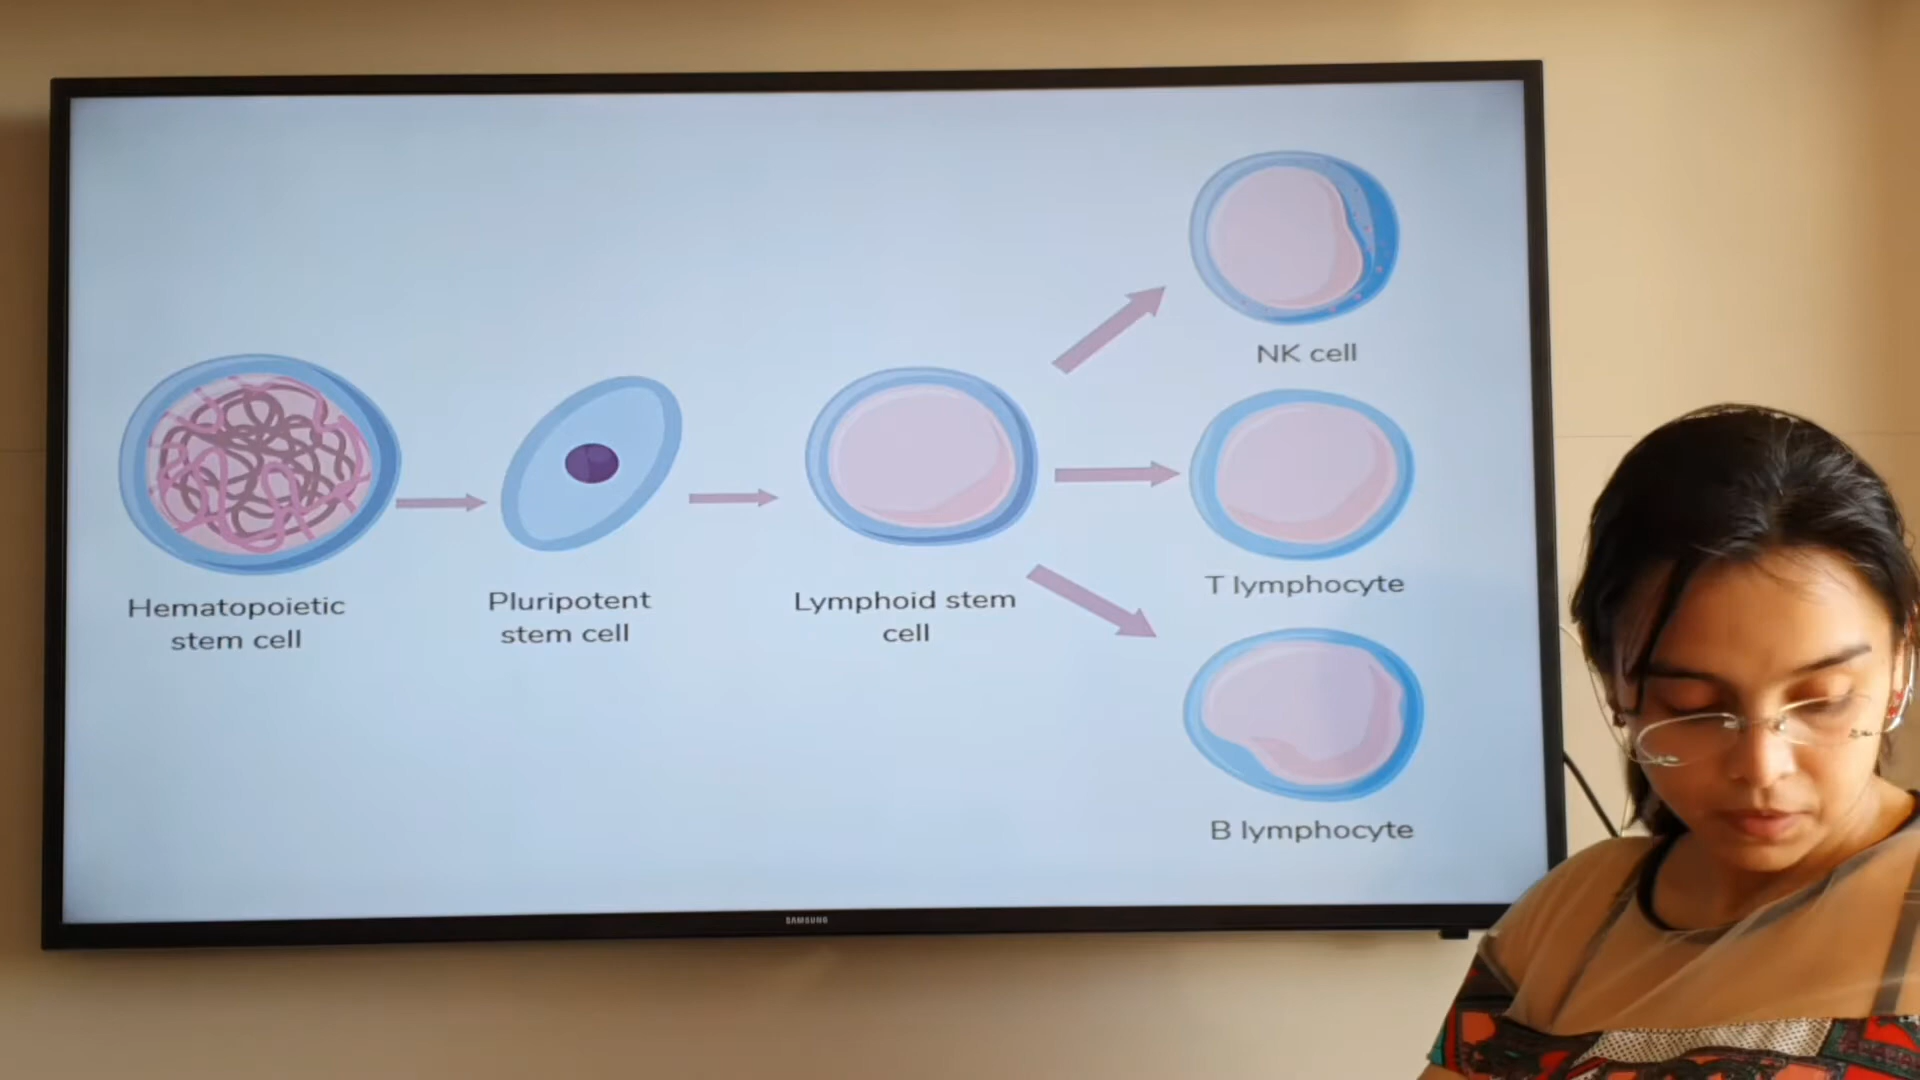 NK cell
T lymphocyte
Hematopoietic
stem cell
Pluripotent
stem cell
Lymphoid stem
cell
B lymphocyte
SAMSUNG